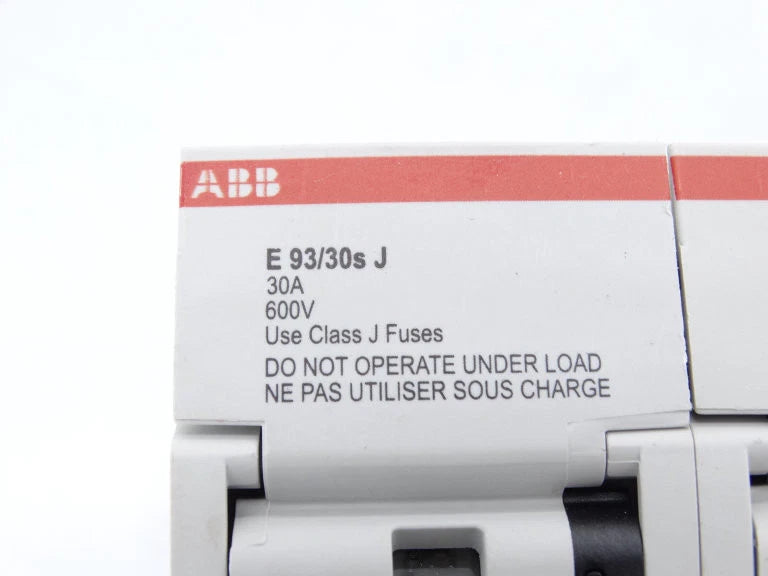 ABB
E 93/30s J
30A
600V
Use Class J Fuses
DO NOT OPERATE UNDER LOAD
NE PAS UTILISER SOUS CHARGE